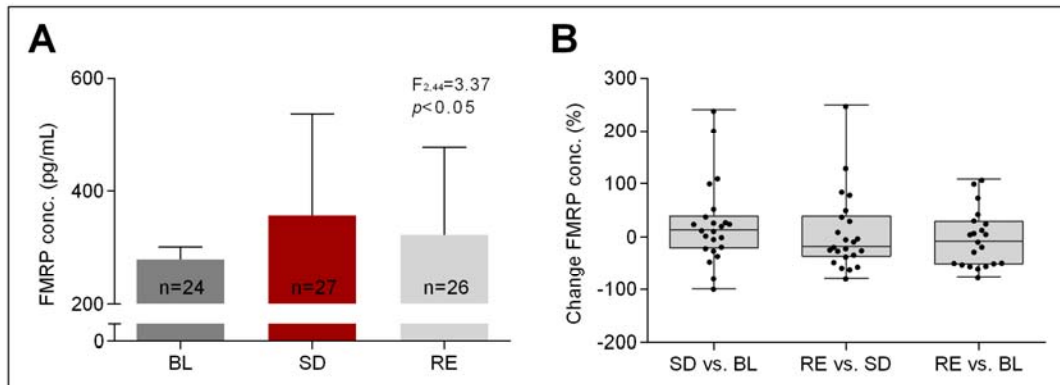 A
FMRP conc. (pg/mL)
600
400
200
0
F2,44=3.37
p<0.05
n=24
n=27
n=26
BL
SD
RE
B
Change FMRP conc. (%)
300
200
100
0
-100
-200
SD vs. BL
RE vs. SD
RE vs. BL